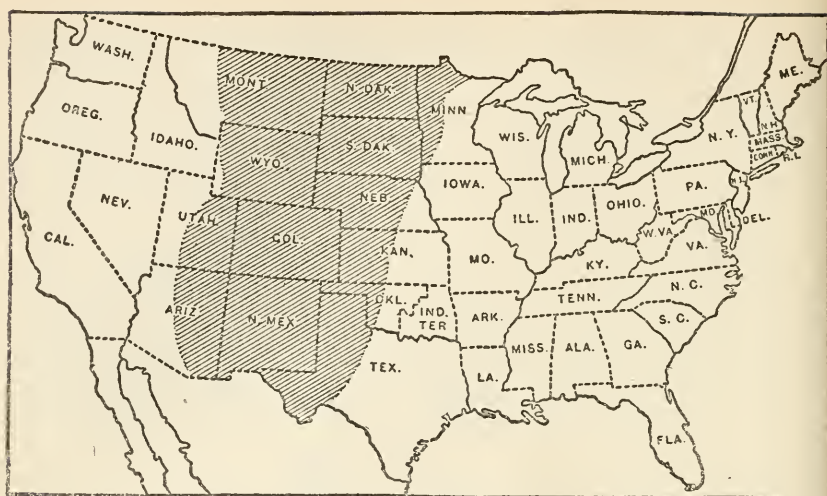 WASH.
MONT.
N. DAK.
MINN.
ME.
OREG.
IDAHO.
WIS.
VT.
N.H.
N.Y.
MASS.
CONN.
R.I.
S. DAK.
WYO.
MICH.
IOWA.
NEB.
PA.
N.J.
NEV.
UTAH.
ILL.
IND.
OHIO.
MD.
DEL.
W. VA.
VA.
CAL.
COL.
KAN.
MO.
KY.
N. C.
TENN.
ARIZ.
N. MEX.
OKL.
IND.
TER
ARK.
S. C.
MISS.
ALA.
GA.
TEX.
LA.
FLA.